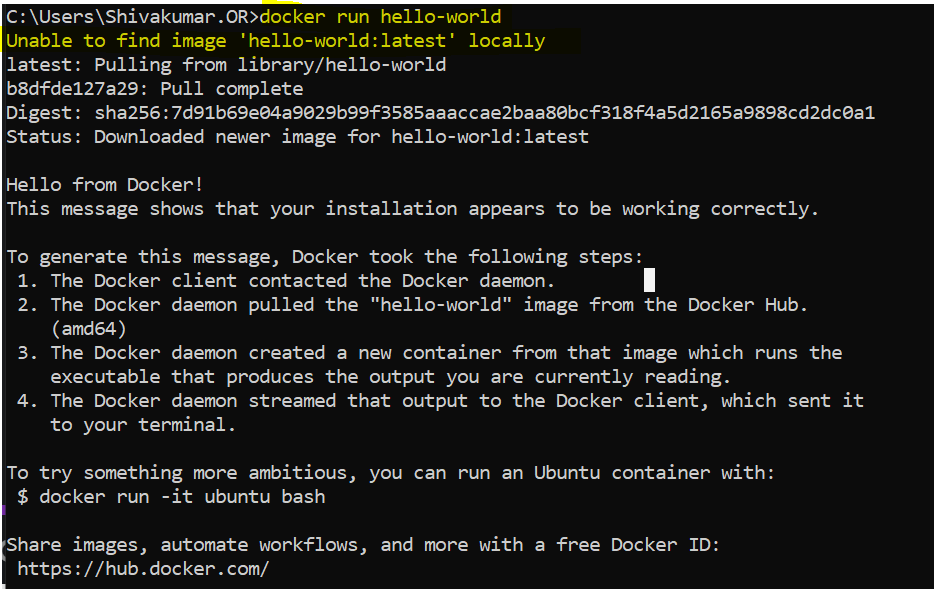 C:\Users\Shivakumar.OR>docker run hello-world
Unable to find image 'hello-world:latest' locally
latest: Pulling from library/hello-world
b8dfde127a29: Pull complete
Digest: sha256:7d91b69e04a9029b99f3585aaaccae2baa80bcf318f4a5d2165a9898cd2dc0a1
Status: Downloaded newer image for hello-world:latest

Hello from Docker!
This message shows that your installation appears to be working correctly.

To generate this message, Docker took the following steps:
 1. The Docker client contacted the Docker daemon.
 2. The Docker daemon pulled the "hello-world" image from the Docker Hub.
    (amd64)
 3. The Docker daemon created a new container from that image which runs the
    executable that produces the output you are currently reading.
 4. The Docker daemon streamed that output to the Docker client, which sent it
    to your terminal.

To try something more ambitious, you can run an Ubuntu container with:
 $ docker run -it ubuntu bash

Share images, automate workflows, and more with a free Docker ID:
 https://hub.docker.com/